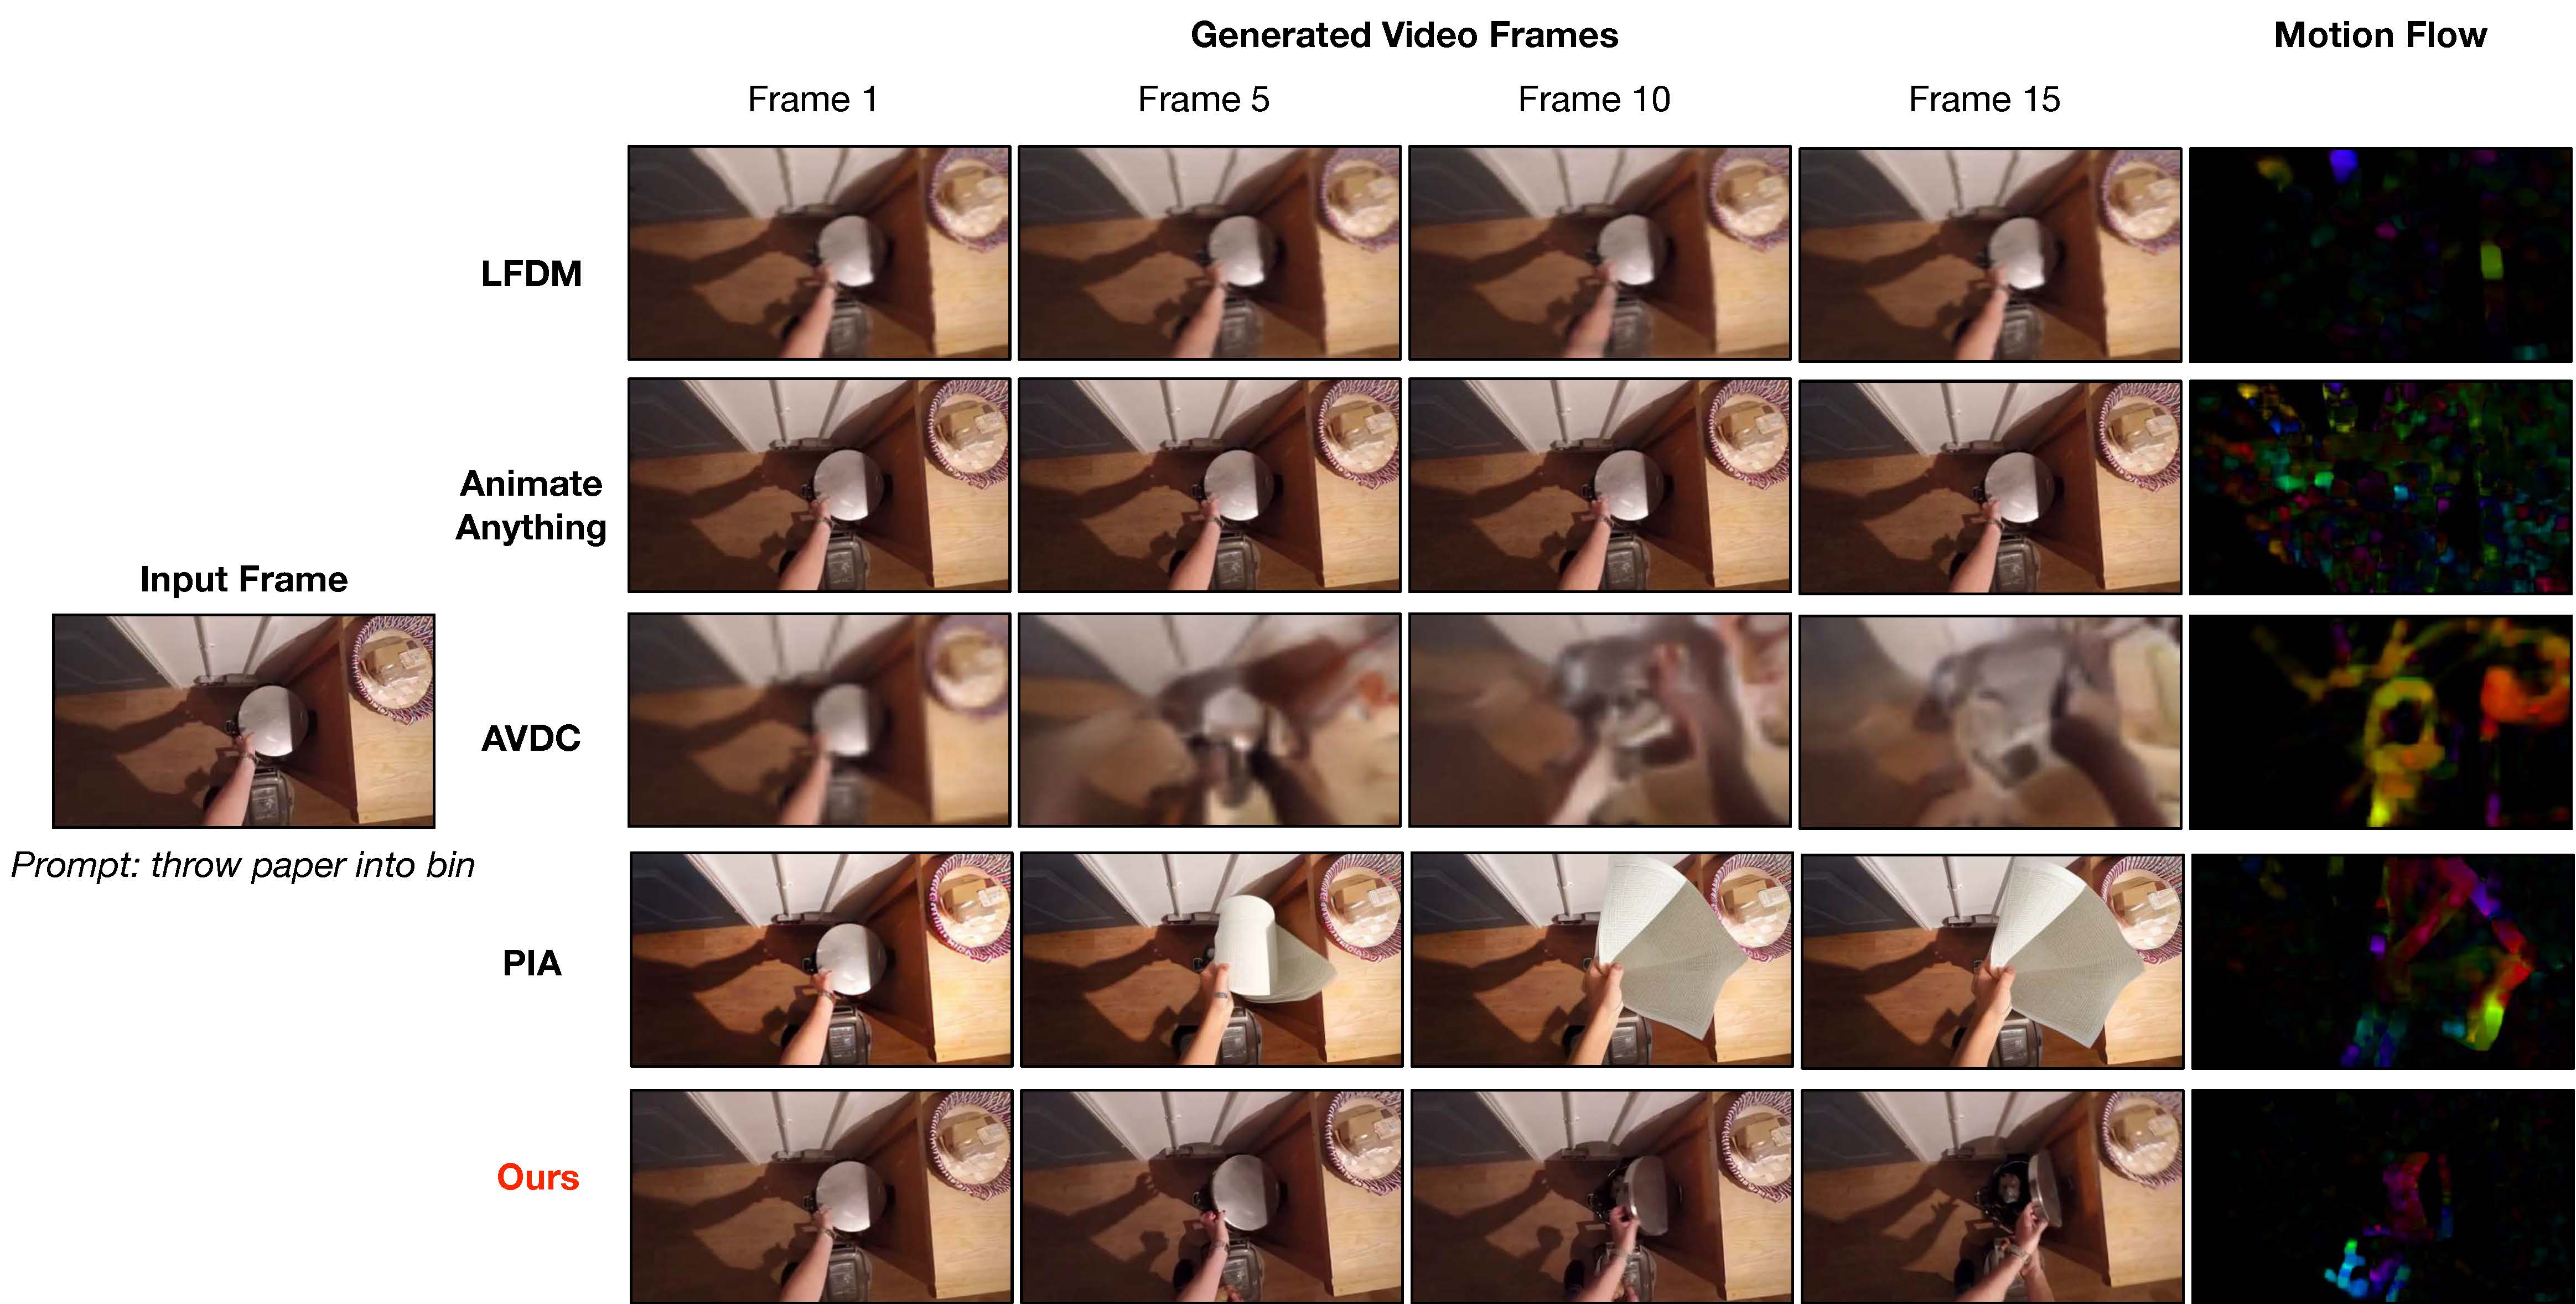 Generated Video Frames
Motion Flow
Frame 1
Frame 5
Frame 10
Frame 15
LFDM
Animate
Anything
Input Frame
AVDC
Prompt: throw paper into bin
PIA
Ours